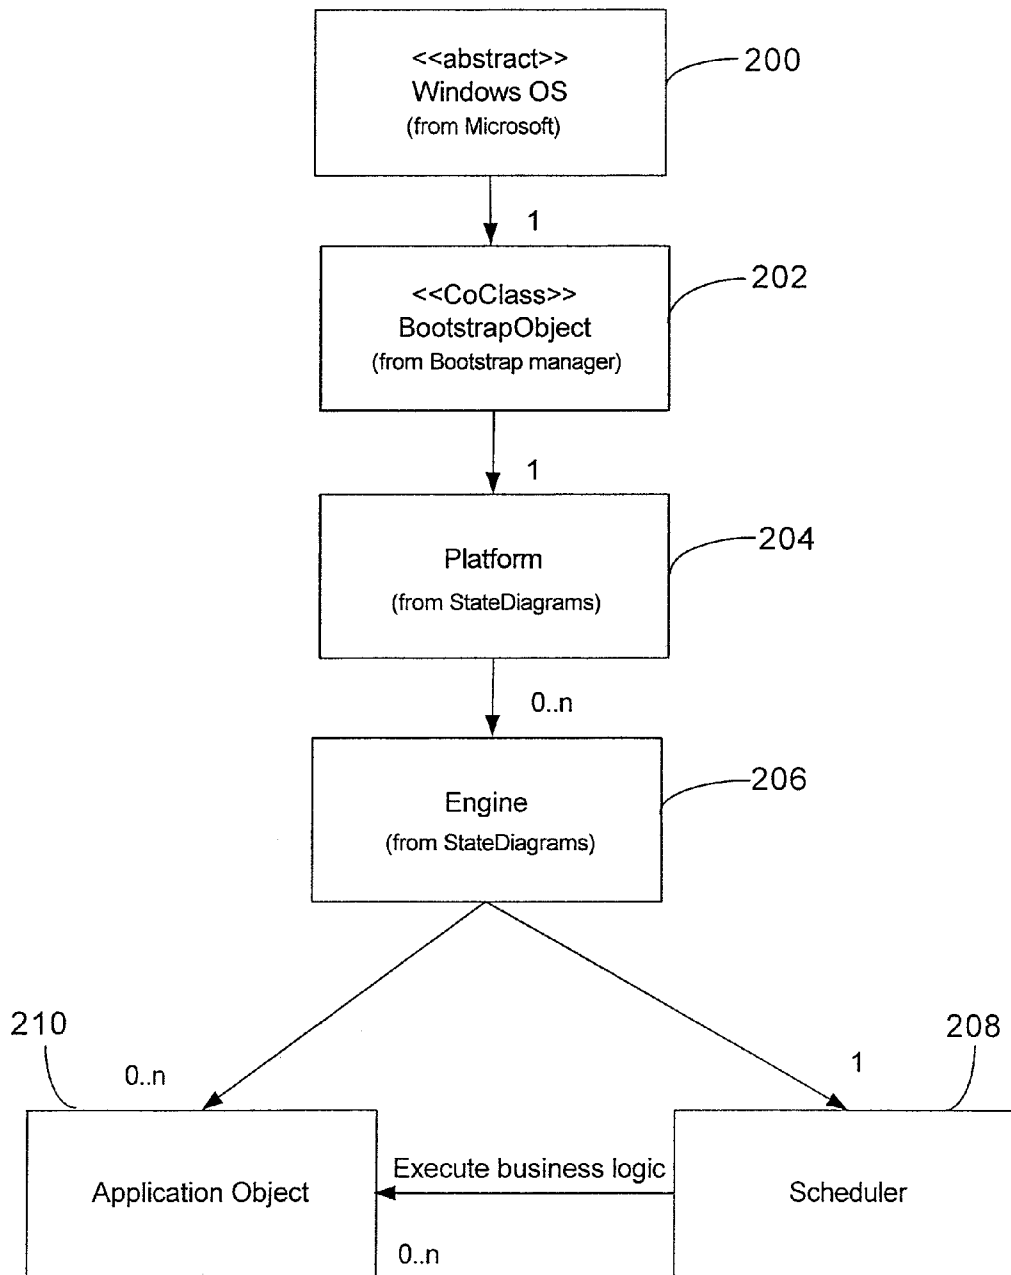 <<abstract>>
200
Windows OS
(from Microsoft)
1
<<CoClass>>
202
BootstrapObject
(from Bootstrap manager)
1
Platform
204
(from StateDiagrams)
0..n
Engine
206
(from StateDiagrams)
210
208
0..n
1
Execute business logic
Application Object
Scheduler
0..n